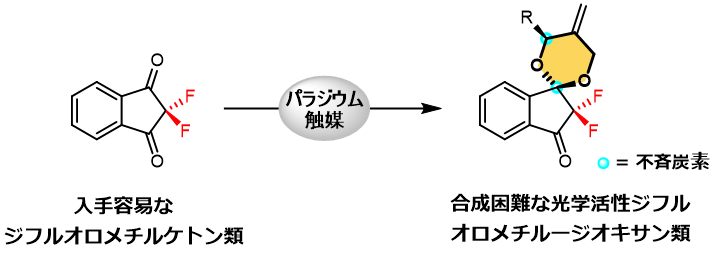 O
F
F
O
パラジウム
触媒
R
O
O
F
F
O
= 不斉炭素
入手容易な
ジフルオロメチルケトン類
合成困難な光学活性ジフル
オロメチルージオキサン類